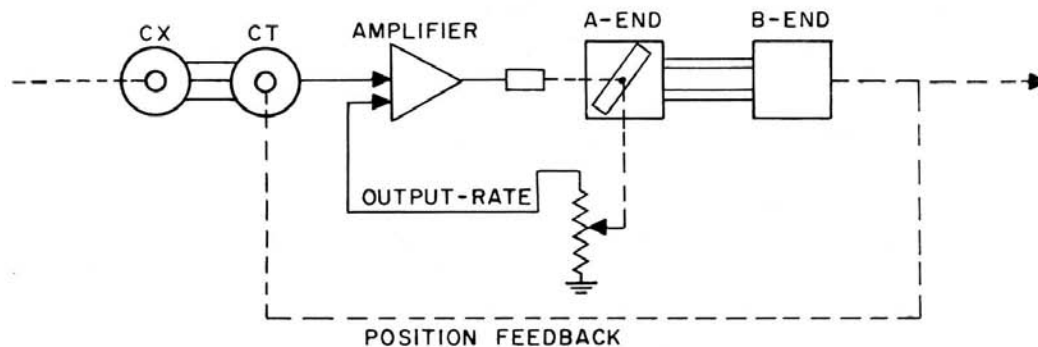 CX
CT
AMPLIFIER
A-END
B-END
OUTPUT-RATE
POSITION FEEDBACK